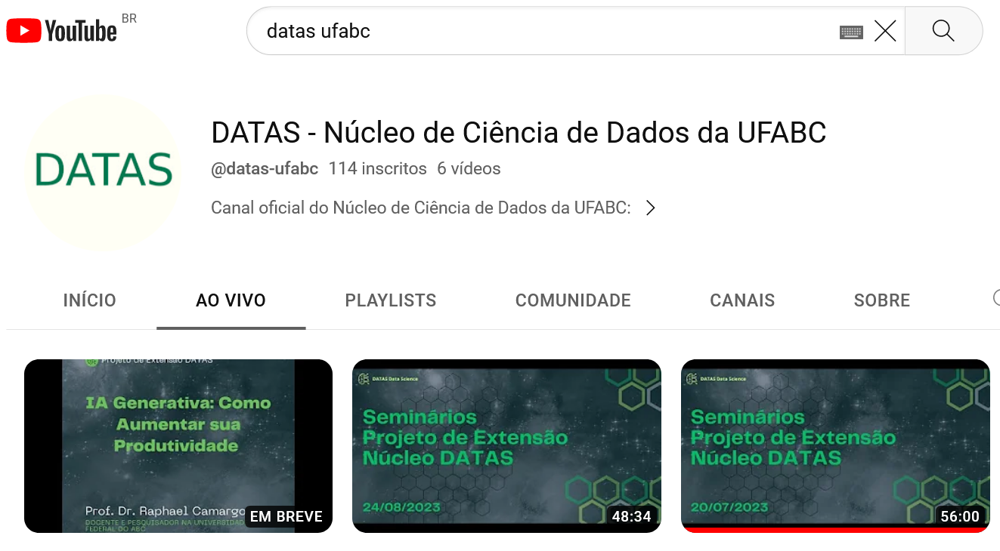 YouTube BR
datas ufabc
DATAS
DATAS - Núcleo de Ciência de Dados da UFABC
@datas-ufabc 114 inscritos 6 vídeos
Canal oficial do Núcleo de Ciência de Dados da UFABC:
INÍCIO AO VIVO PLAYLISTS COMUNIDADE CANAIS SOBRE
Projeto de Extensão DATAS
IA Generativa: Como
Aumentar sua
Produtividade
Prof. Dr. Raphael Camargo
DOCENTE E PESQUISADOR NA UNIVERSIDADE
FEDERAL DO ABC
EM BREVE
DATAS Data Science
Seminários
Projeto de Extensão
Núcleo DATAS
24/08/2023
48:34
DATAS Data Science
Seminários
Projeto de Extensão
Núcleo DATAS
20/07/2023
56:00